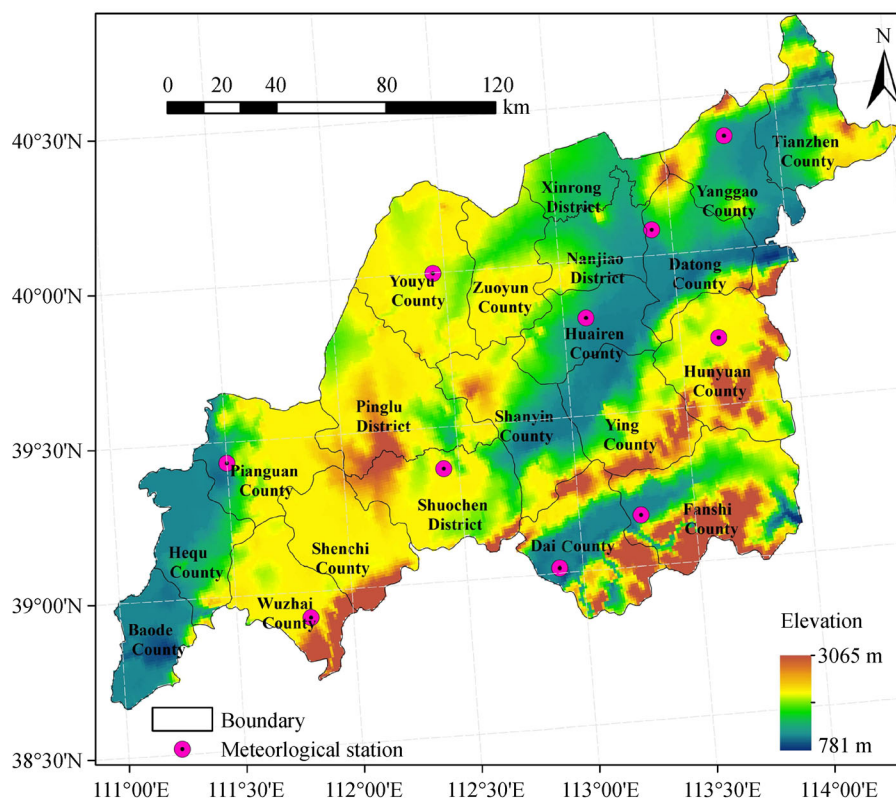 N
0 20 40 80 120
km
40°30'N
40°00'N
39°30'N
39°00'N
38°30'N
Tianzhen
County
Xinrong
District
Yanggao
County
Nanjiao
District
Datong
County
Youyu
County
Zuoyun
County
Huairen
County
Hunyuan
County
Pinglu
District
Shanyin
County
Ying
County
Pianguan
County
Shuochen
District
Fanshi
County
Hequ
County
Shenchi
County
Dai County
Wuzhai
County
Baode
County
Elevation
3065 m
781 m
Boundary
Meteorlogical station
111°00'E 111°30'E 112°00'E 112°30'E 113°00'E 113°30'E 114°00'E